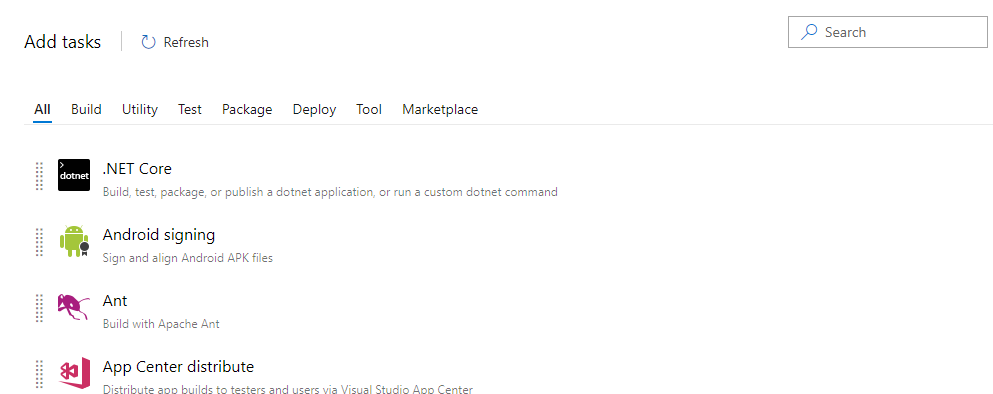 Add tasks
Refresh
Search
All Build Utility Test Package Deploy Tool Marketplace
>
dotnet
.NET Core
Build, test, package, or publish a dotnet application, or run a custom dotnet command
Android signing
Sign and align Android APK files
Ant
Build with Apache Ant
App Center distribute
Distribute app builds to testers and users via Visual Studio App Center